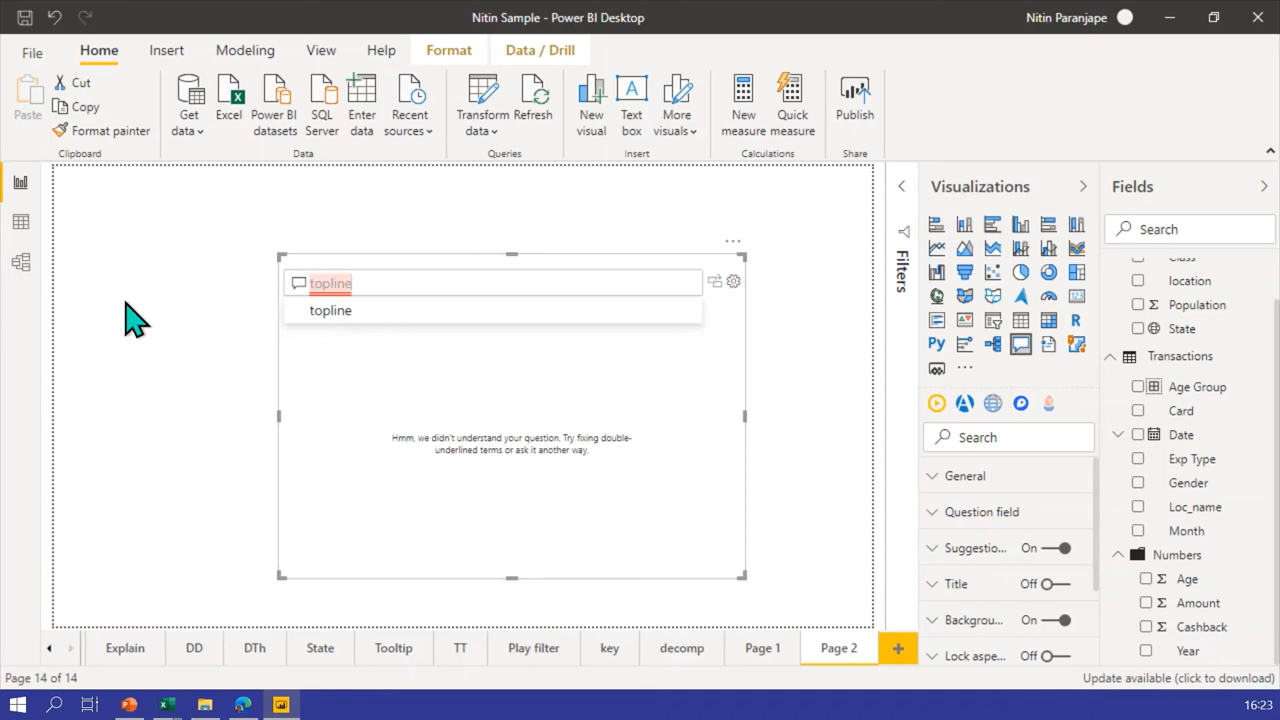 Nitin Sample - Power BI Desktop
Nitin Paranjape
File
Home
Insert
Modeling
View
Help
Format
Data / Drill
Paste
Cut
Copy
Format painter
Clipboard
Get data
Excel
Power BI datasets
SQL Server
Enter data
Recent sources
Data
Transform data
Refresh
Queries
New visual
Text box
More visuals
Insert
New measure
Quick measure
Calculations
Publish
Share
topline
topline
Hmm, we didn't understand your question. Try fixing double-
underlined terms or ask it another way.
Filters
Visualizations
R
Py
Search
General
Question field
Suggestio... On
Title Off
Backgrou... On
Lock aspe... Off
Fields
Search
Class
location
Population
State
Transactions
Age Group
Card
Date
Exp Type
Gender
Loc_name
Month
Numbers
Age
Amount
Cashback
Year
Explain
DD
DTh
State
Tooltip
TT
Play filter
key
decomp
Page 1
Page 2
Page 14 of 14
Update available (click to download)
16:23